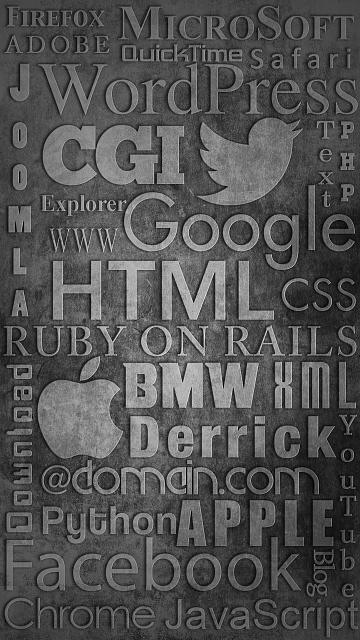 FIREFOX
MICROSOFT
ADOBE
QuickTime
Safari
JOOMLA
WordPress
CGI
Text
PHP
Explorer
WWW
Google
HTML
CSS
RUBY ON RAILS
BMW
XML
Derrick
YouTube
@domain.com
Python
APPLE
Facebook
Blog
Chrome
JavaScript